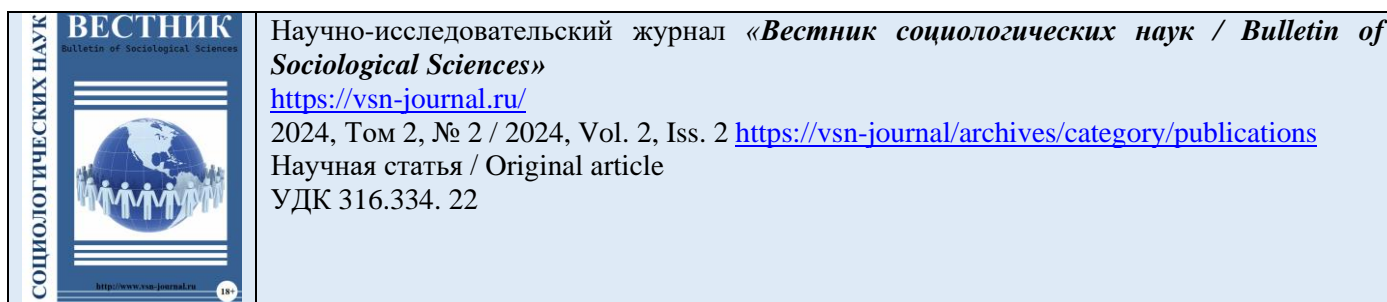 СОЦИОЛОГИЧЕСКИХ НАУК
ВЕСТНИК
Bulletin of Sociological Sciences
http://www.vsn-journal.ru
18+
Научно-исследовательский журнал «Вестник социологических наук / Bulletin of
Sociological Sciences»
https://vsn-journal.ru/
2024, Том 2, № 2 / 2024, Vol. 2, Iss. 2 https://vsn-journal/archives/category/publications
Научная статья / Original article
УДК 316.334. 22